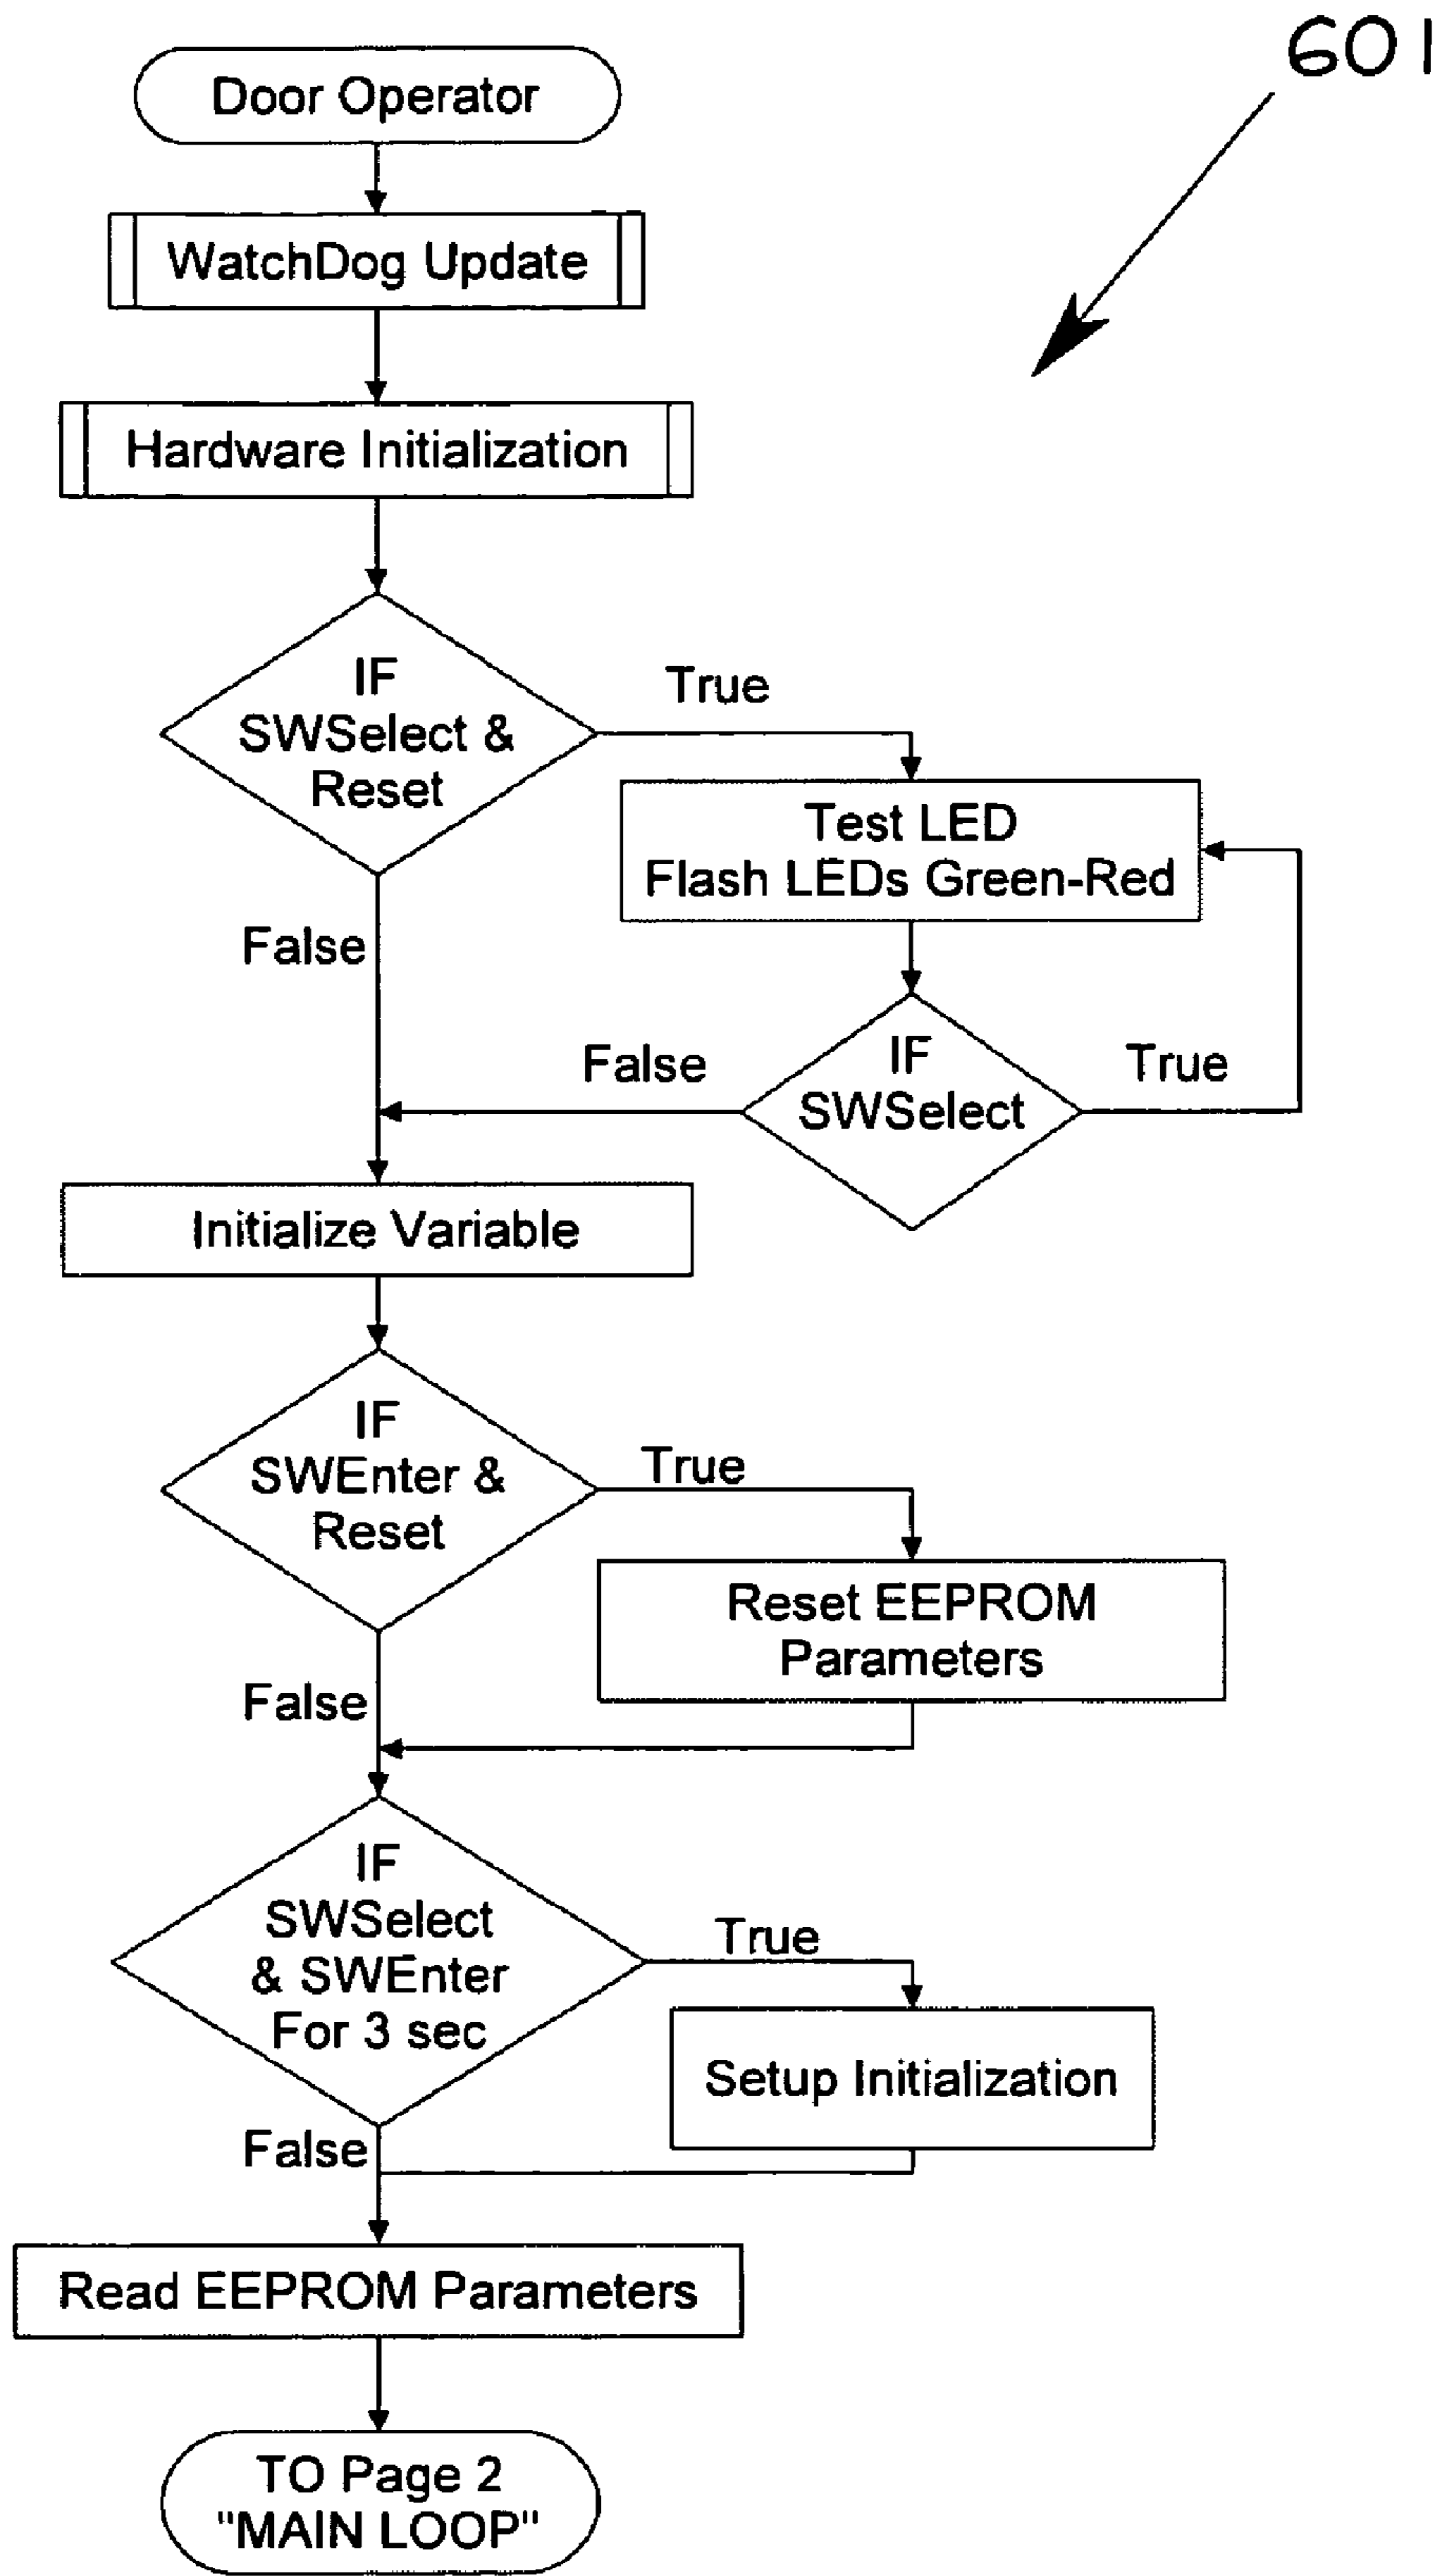 601
Door Operator
WatchDog Update
Hardware Initialization
IF
SWSelect &
Reset
True
Test LED
Flash LEDs Green-Red
False
IF
SWSelect
False
True
Initialize Variable
IF
SWEnter &
Reset
True
Reset EEPROM
Parameters
False
IF
SWSelect
& SWEnter
For 3 sec
True
Setup Initialization
False
Read EEPROM Parameters
TO Page 2
"MAIN LOOP"